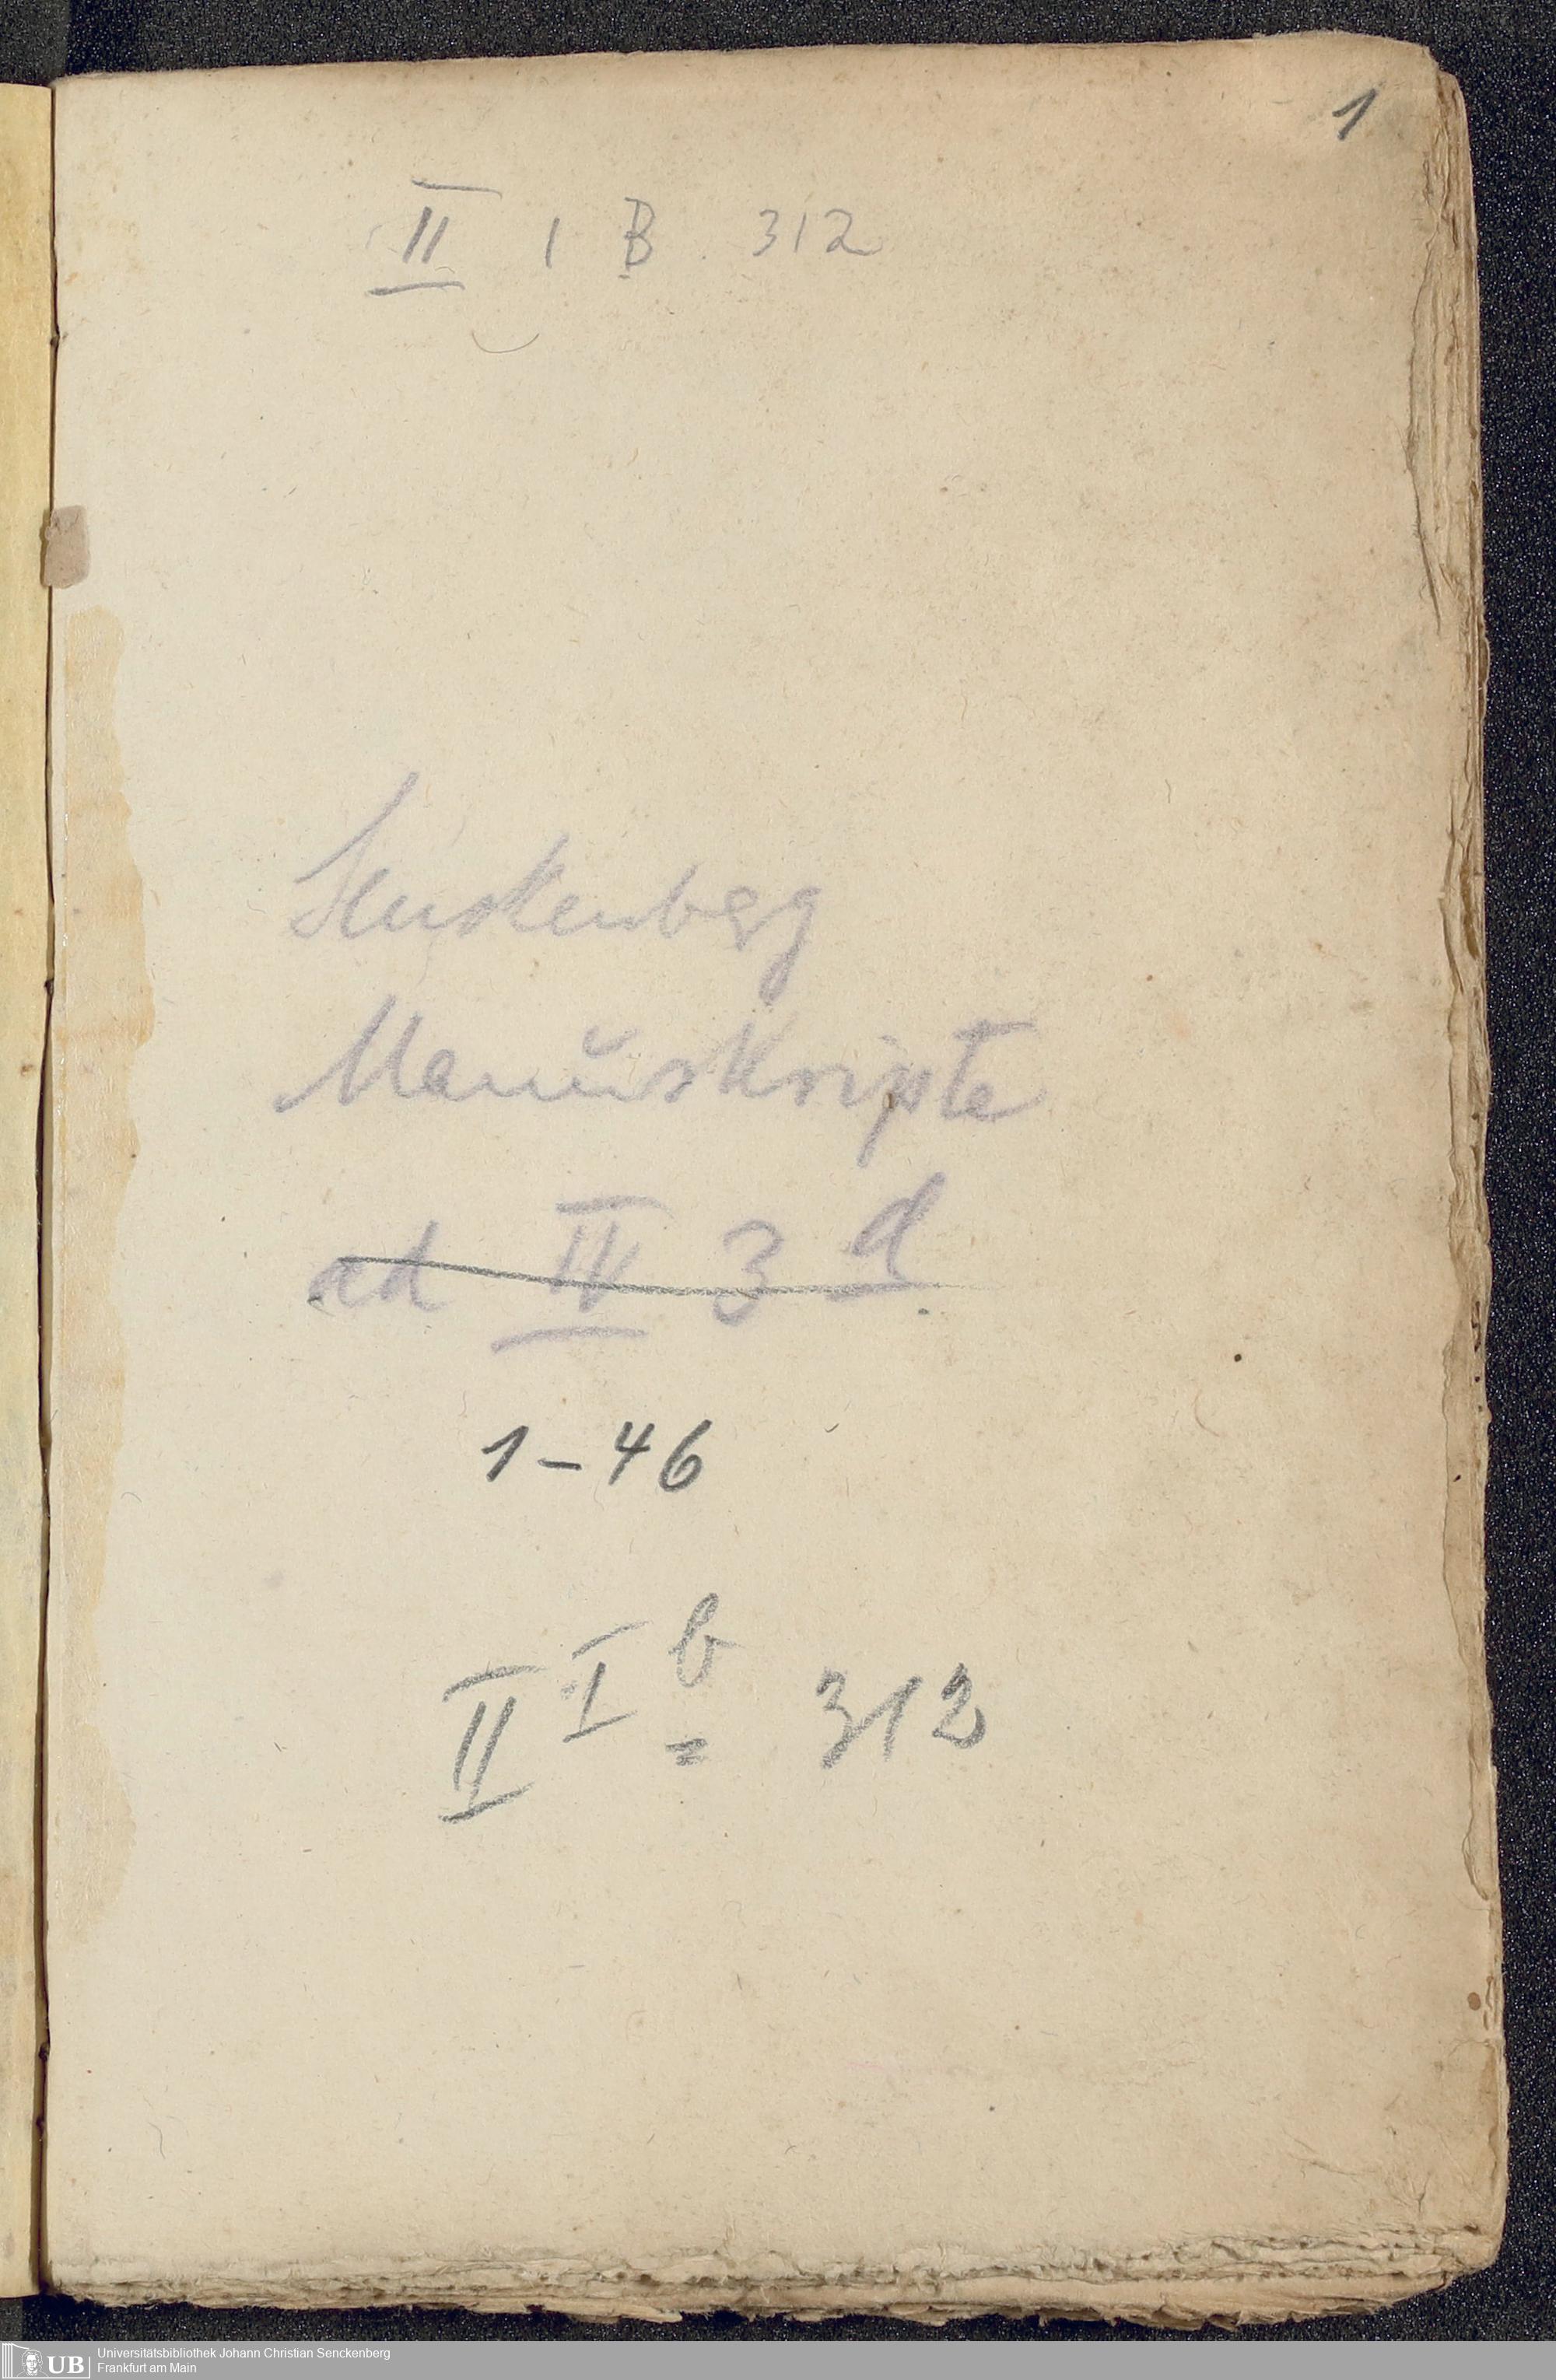 1
II I B 312
Senckenberg
Manuskripte
ad IV 3 d
1-46
II I b 312
Universitätsbibliothek Johann Christian Senckenberg
Frankfurt am Main
UB